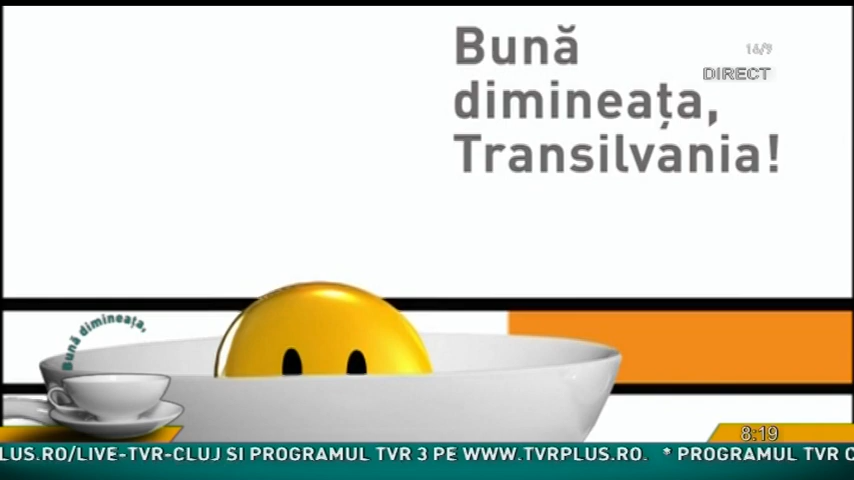 Bună
dimineața,
Transilvania!
16/9
DIRECT
Bună dimineața,
8:19
LUS.RO/LIVE-TVR-CLUJ SI PROGRAMUL TVR 3 PE WWW.TVRPLUS.RO. * PROGRAMUL TVR C